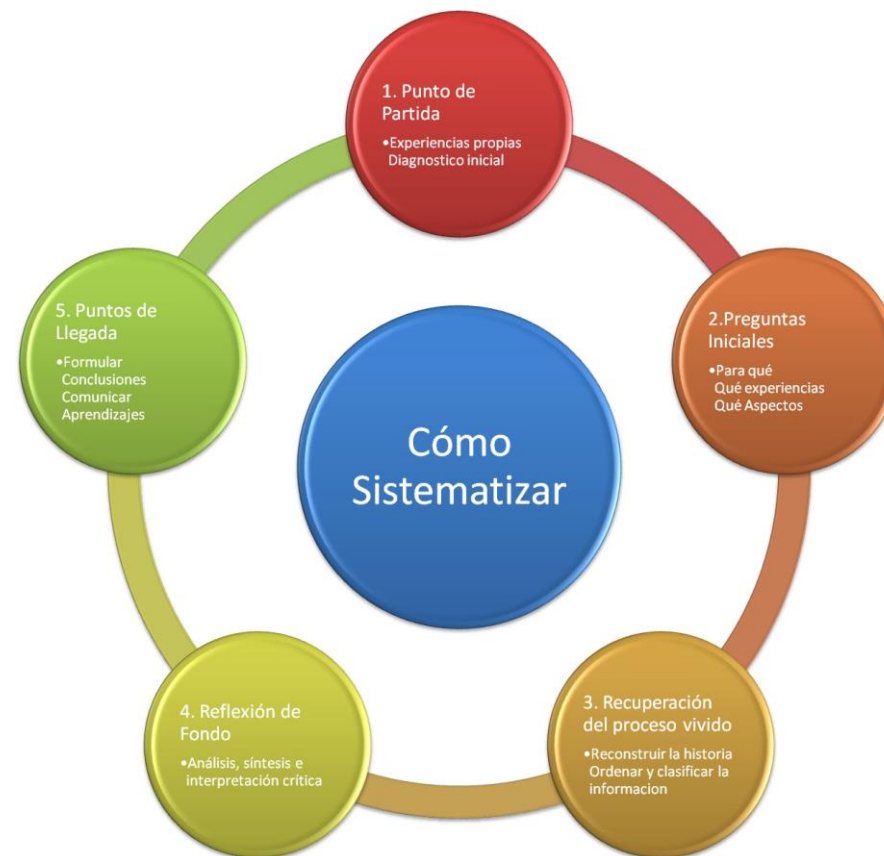 1. Punto de
Partida
•Experiencias propias
Diagnostico inicial
2.Preguntas
Iniciales
•Para qué
Qué experiencias
Qué Aspectos
3. Recuperación
del proceso vivido
•Reconstruir la historia
Ordenar y clasificar la
informacion
4. Reflexión de
Fondo
•Análisis, síntesis e
interpretación crítica
5. Puntos de
Llegada
•Formular
Conclusiones
Comunicar
Aprendizajes
Cómo
Sistematizar